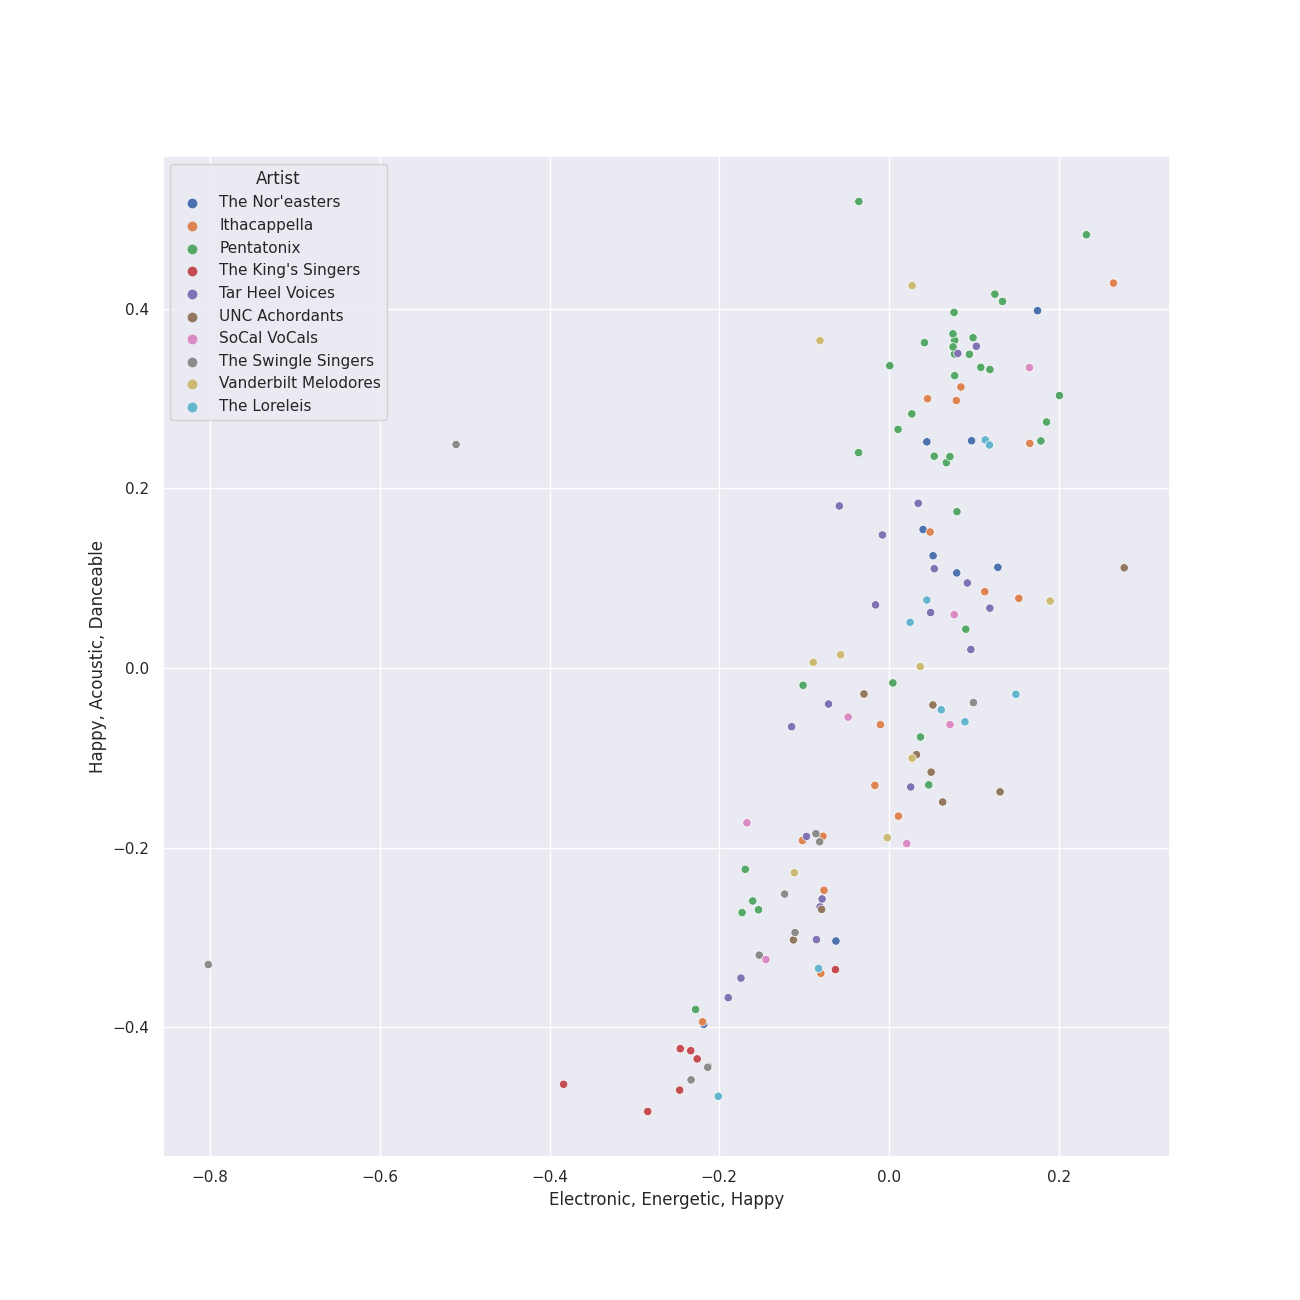 Artist
The Nor'easters
Ithacappella
Pentatonix
The King's Singers
Tar Heel Voices
UNC Achordants
SoCal VoCals
The Swingle Singers
Vanderbilt Melodores
The Loreleis
0.4
0.2
0.0
−0.2
−0.4
Happy, Acoustic, Danceable
−0.8 −0.6 −0.4 −0.2 0.0 0.2
Electronic, Energetic, Happy